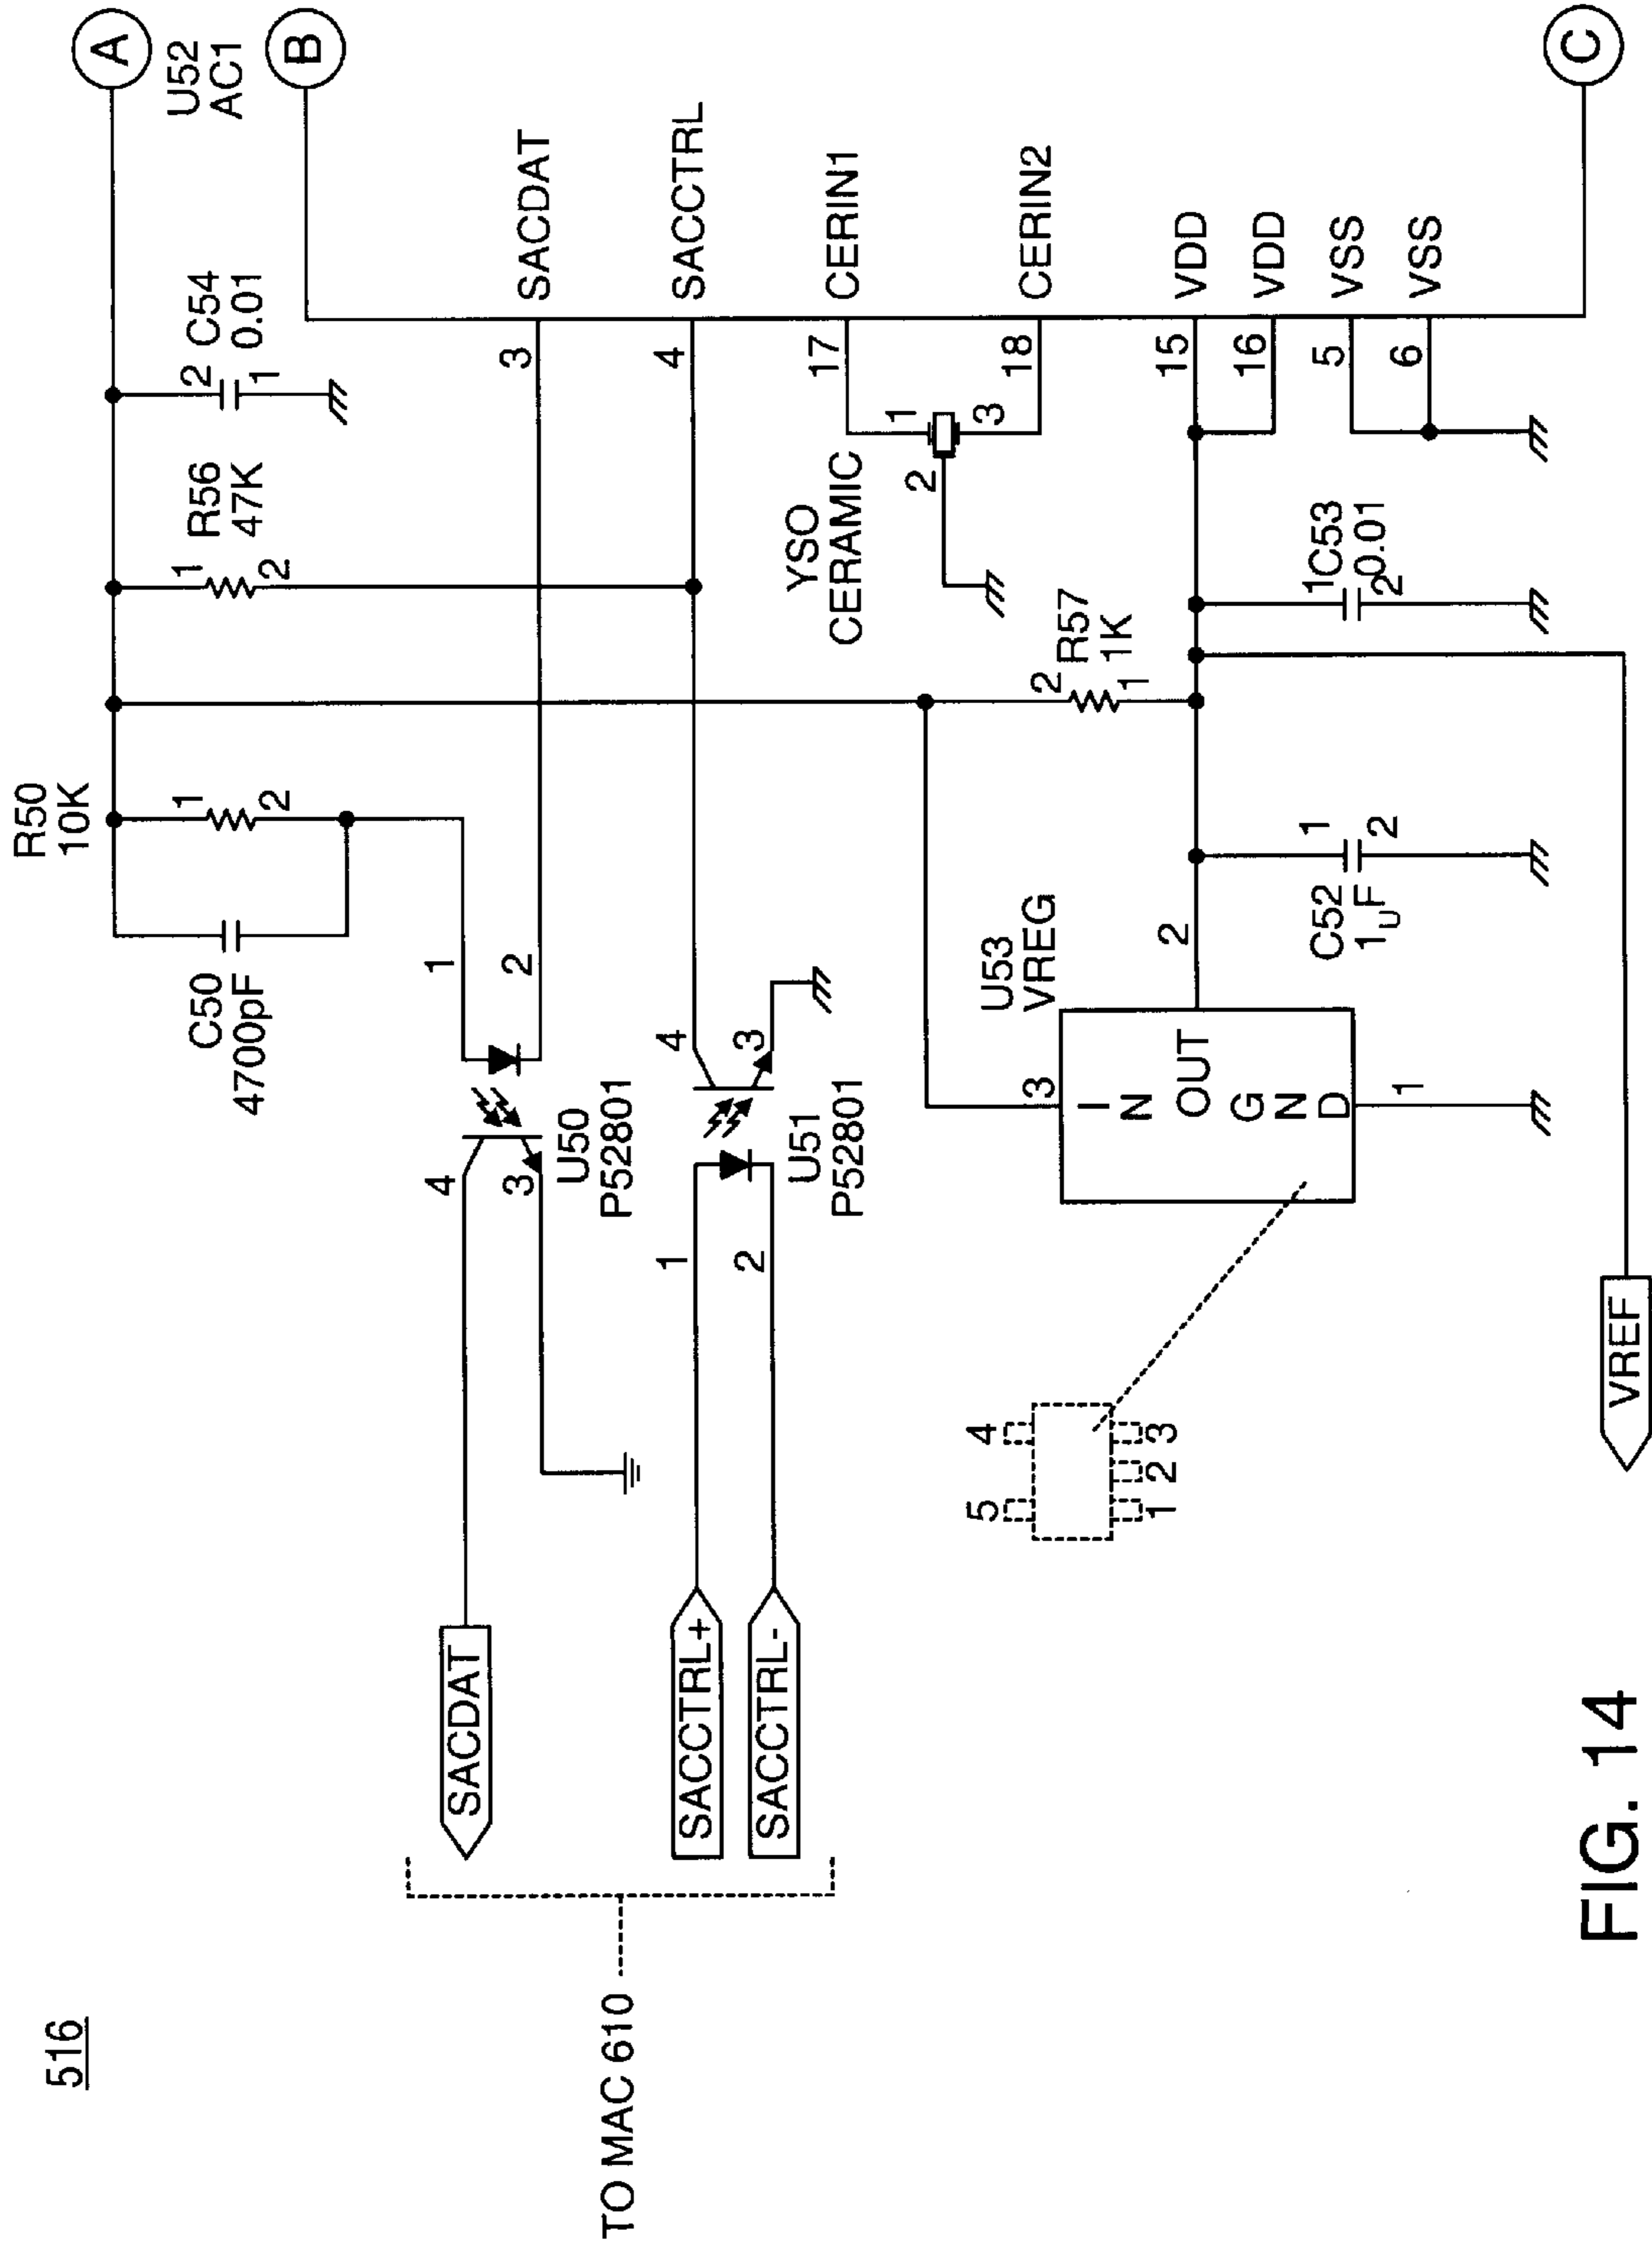 516
A
U52
AC1
B
C54
0.01
2
1
R56
47K
1
2
R50
10K
1
2
C50
4700pF
SACDAT
3
SACCTRL
4
CERIN1
17
CERIN2
18
VDD
15
VDD
16
VSS
5
VSS
6
C
YSO
CERAMIC
1
2
3
R57
1K
2
1
C53
0.01
1
2
C52
1UF
1
2
U53
VREG
3
IN
OUT
2
GND
1
1
2
4
3
U50
P52801
4
3
1
2
U51
P52801
SACDAT
SACCTRL+
SACCTRL-
TO MAC 610
5
4
1
2
3
VREF
FIG. 14